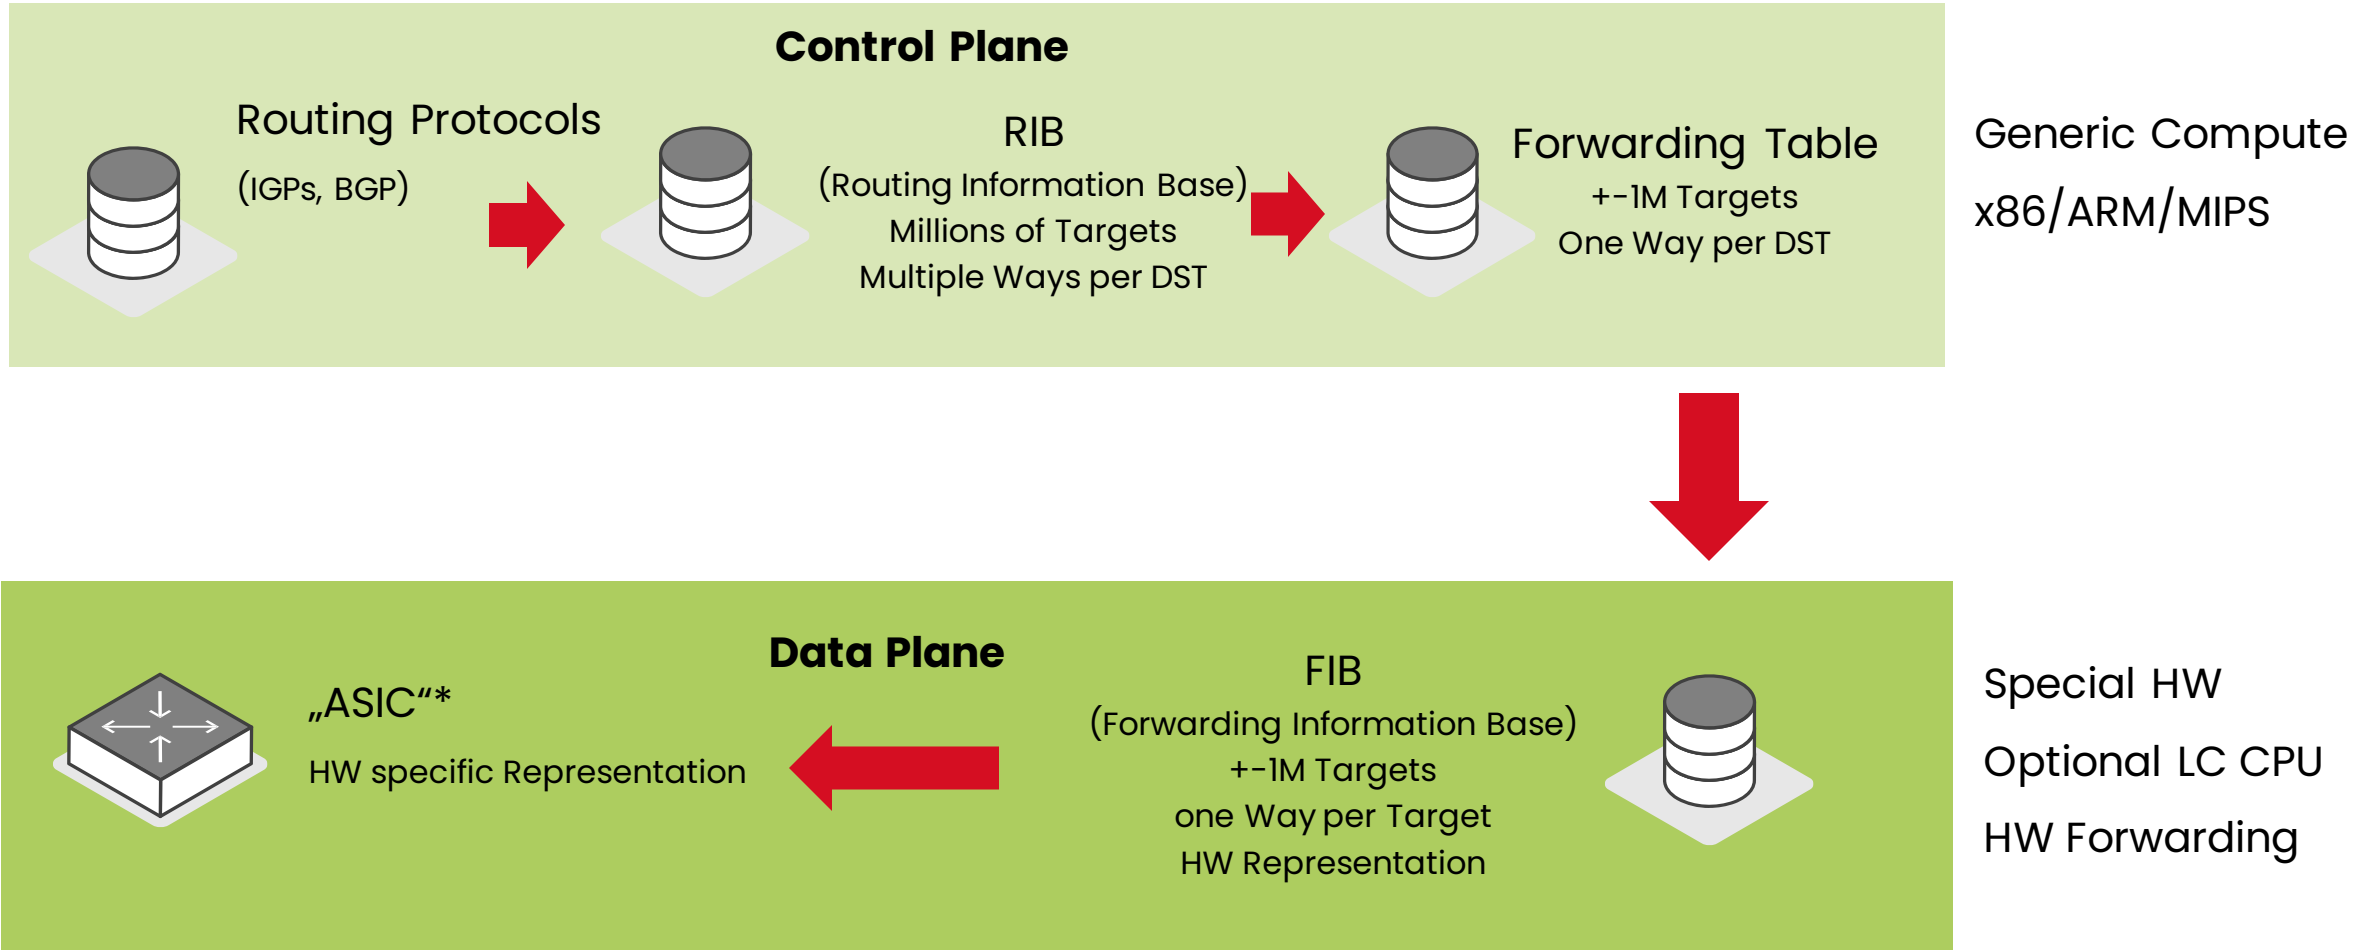 Control Plane
Routing Protocols
(IGPs, BGP)
RIB
(Routing Information Base)
Millions of Targets
Multiple Ways per DST
Forwarding Table
+-1M Targets
One Way per DST
Generic Compute
x86/ARM/MIPS
Data Plane
„ASIC“*
HW specific Representation
FIB
(Forwarding Information Base)
+-1M Targets
one Way per Target
HW Representation
Special HW
Optional LC CPU
HW Forwarding